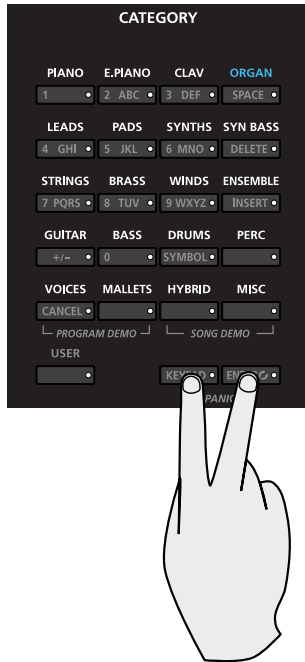 CATEGORY
PIANO E.PIANO CLAV ORGAN
1 2 ABC 3 DEF SPACE
LEADS PADS SYNTHS SYN BASS
4 GHI 5 JKL 6 MNO DELETE
STRINGS BRASS WINDS ENSEMBLE
7 PQRS 8 TUV 9 WXYZ INSERT
GUITAR BASS DRUMS PERC
+/– 0 SYMBOL
VOICES MALLETS HYBRID MISC
CANCEL
PROGRAM DEMO SONG DEMO
USER
PANIC